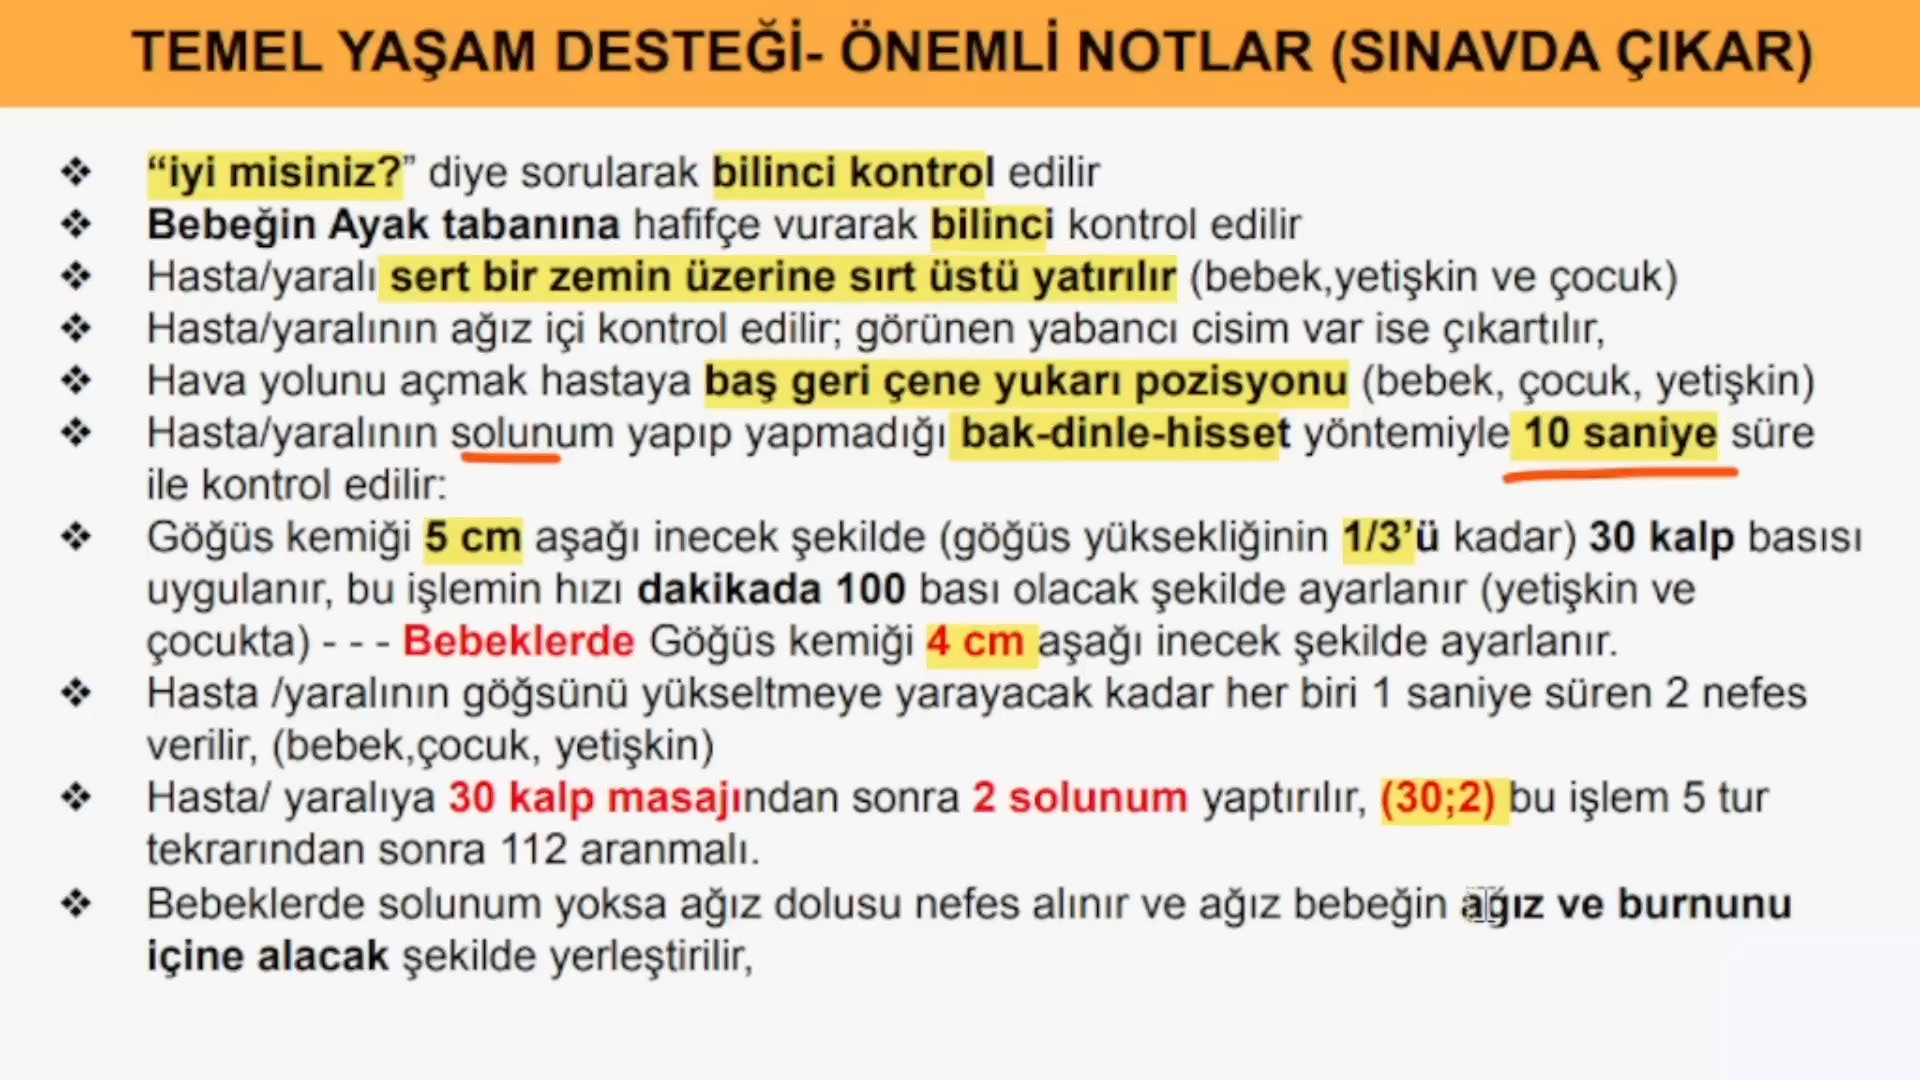 TEMEL YAŞAM DESTEĞİ- ÖNEMLİ NOTLAR (SINAVDA ÇIKAR)
❖ “iyi misiniz?” diye sorularak bilinci kontrol edilir
❖ Bebeğin Ayak tabanına hafifçe vurarak bilinci kontrol edilir
❖ Hasta/yaralı sert bir zemin üzerine sırt üstü yatırılır (bebek,yetişkin ve çocuk)
❖ Hasta/yaralının ağız içi kontrol edilir; görünen yabancı cisim var ise çıkartılır,
❖ Hava yolunu açmak hastaya baş geri çene yukarı pozisyonu (bebek, çocuk, yetişkin)
❖ Hasta/yaralının solunum yapıp yapmadığı bak-dinle-hisset yöntemiyle 10 saniye süre
ile kontrol edilir:
❖ Göğüs kemiği 5 cm aşağı inecek şekilde (göğüs yüksekliğinin 1/3’ü kadar) 30 kalp basısı
uygulanır, bu işlemin hızı dakikada 100 bası olacak şekilde ayarlanır (yetişkin ve
çocukta) - - - Bebeklerde Göğüs kemiği 4 cm aşağı inecek şekilde ayarlanır.
❖ Hasta /yaralının göğsünü yükseltmeye yarayacak kadar her biri 1 saniye süren 2 nefes
verilir, (bebek,çocuk, yetişkin)
❖ Hasta/ yaralıya 30 kalp masajından sonra 2 solunum yaptırılır, (30;2) bu işlem 5 tur
tekrarından sonra 112 aranmalı.
❖ Bebeklerde solunum yoksa ağız dolusu nefes alınır ve ağız bebeğin ağız ve burnunu
içine alacak şekilde yerleştirilir,